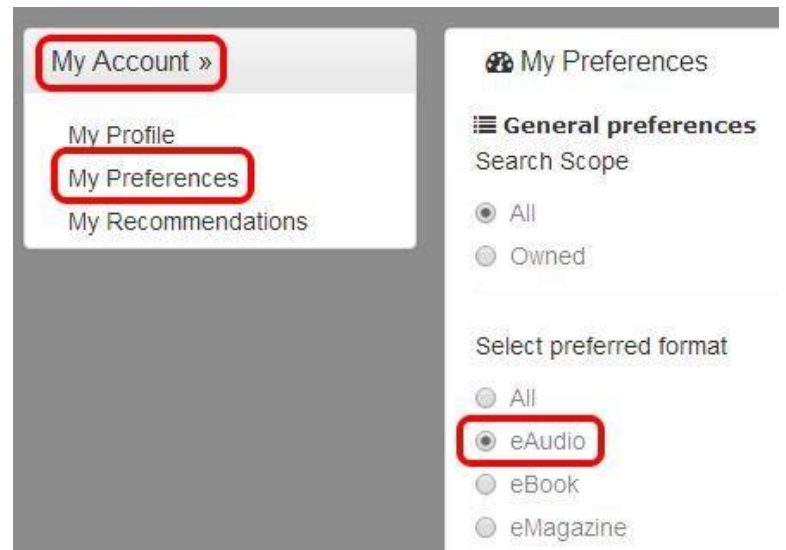 My Account »
My Profile
My Preferences
My Recommendations
My Preferences
General preferences
Search Scope
All
Owned
Select preferred format
All
eAudio
eBook
eMagazine